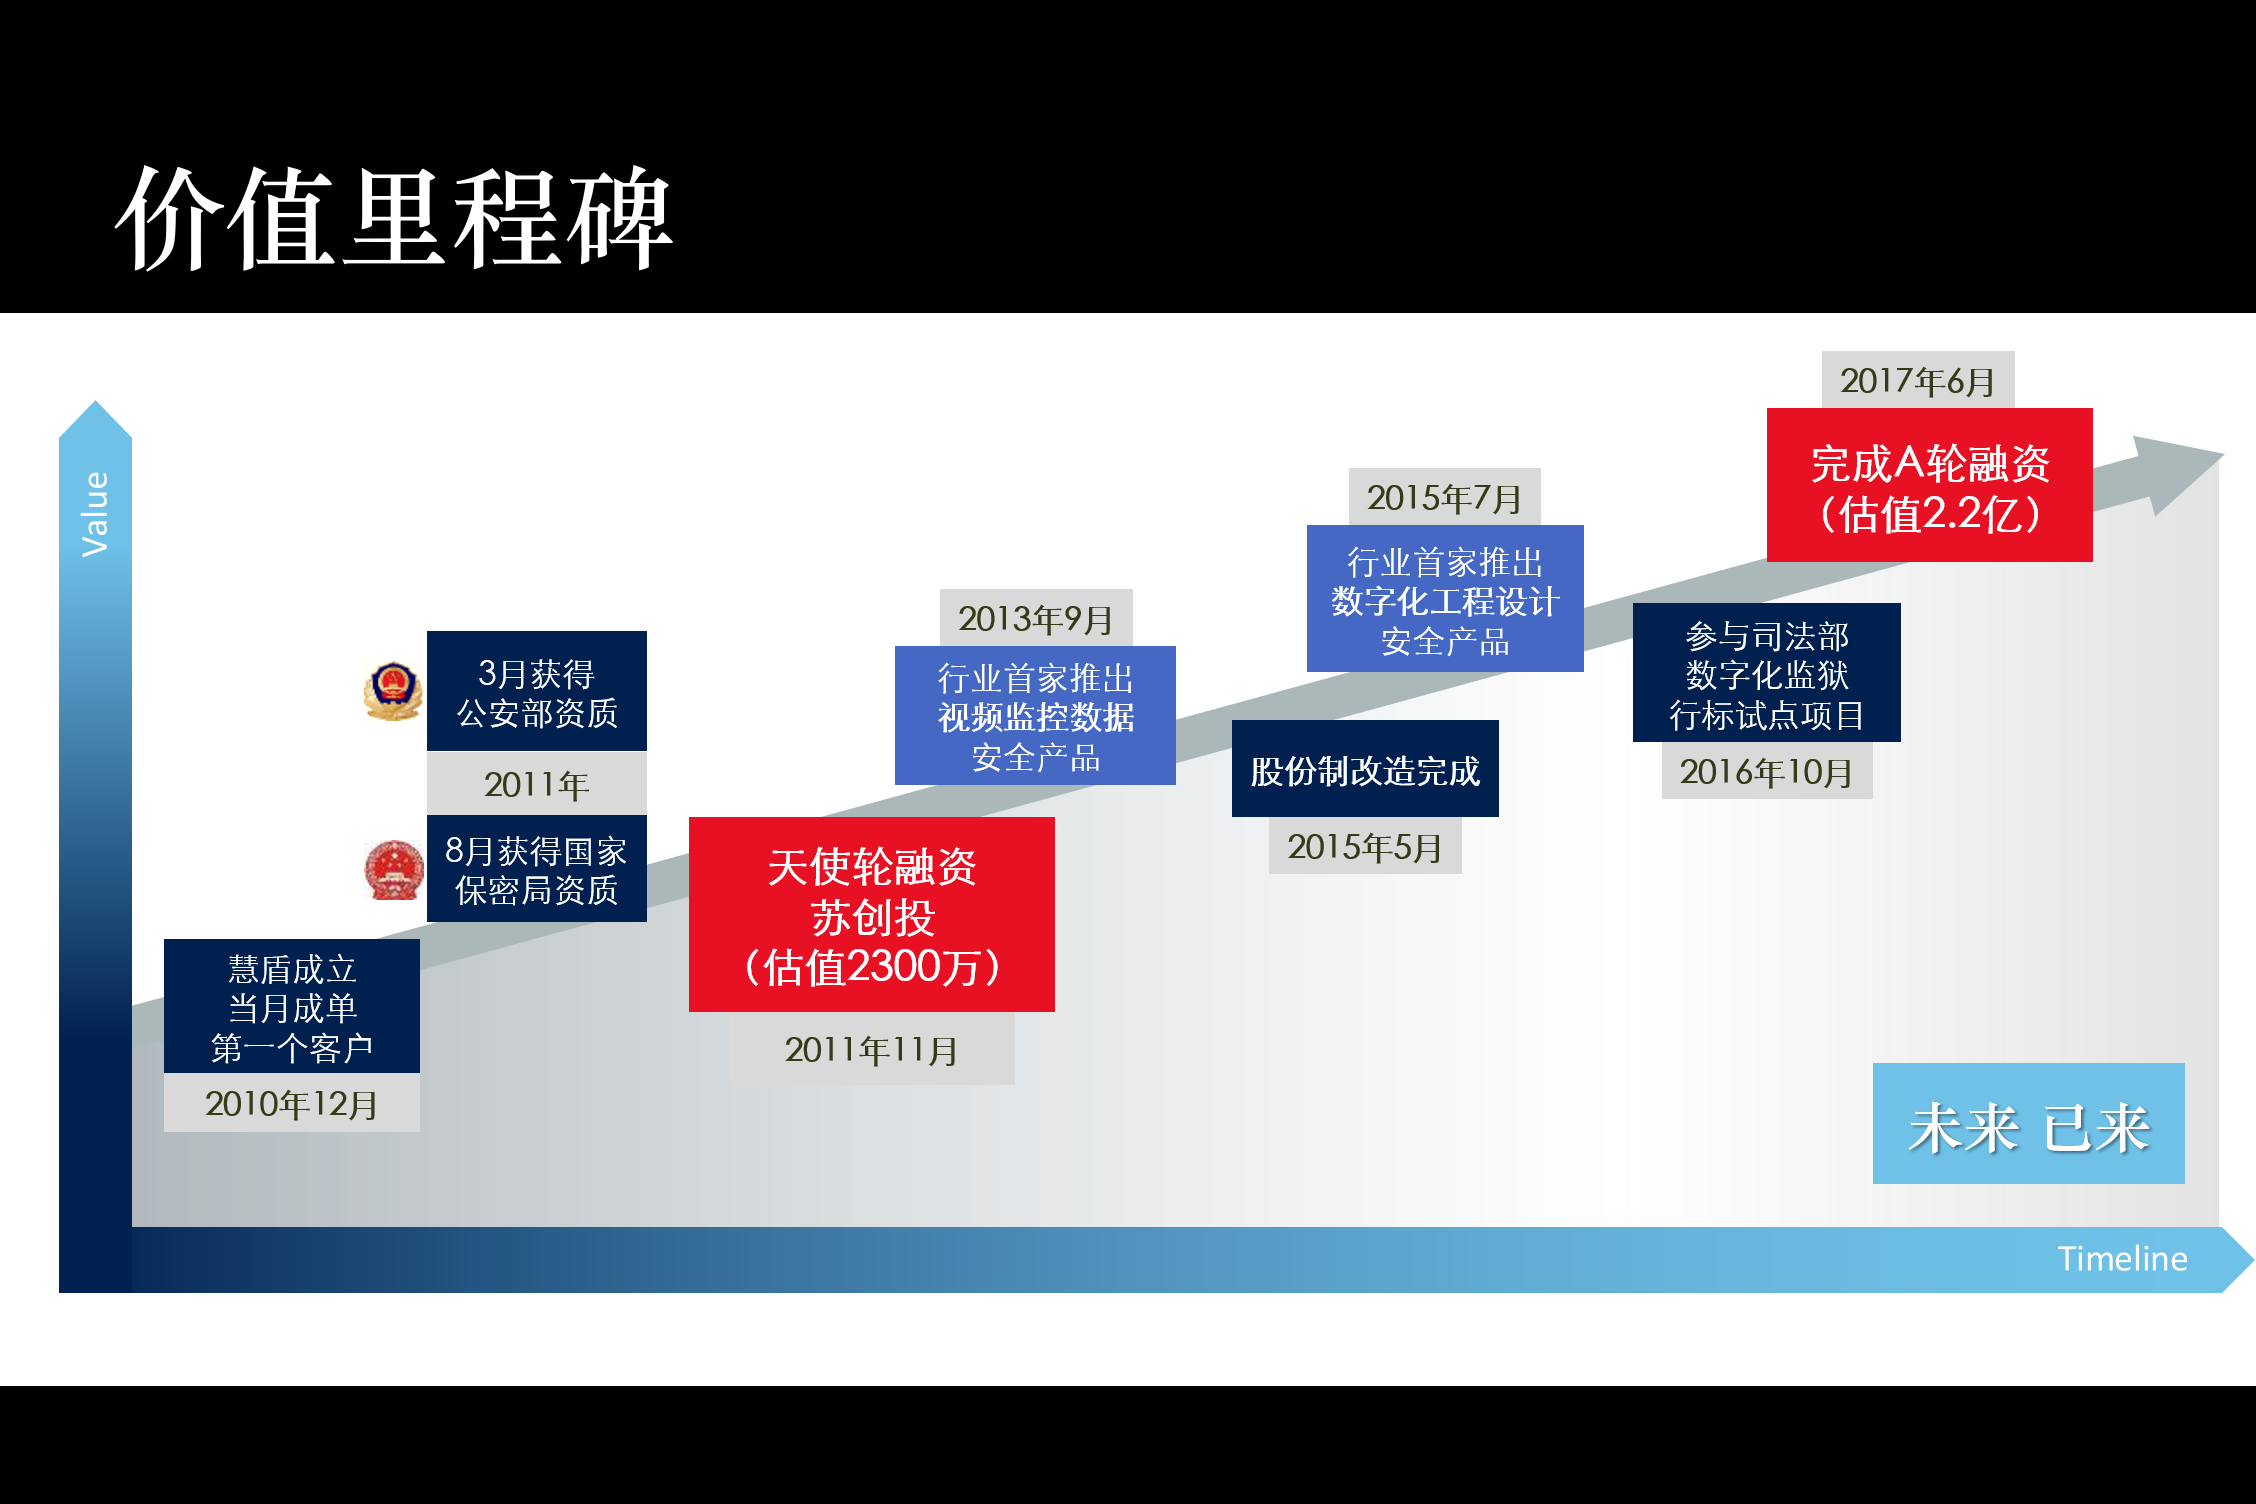 价值里程碑
Value
3月获得
公安部资质
2011年
8月获得国家
保密局资质
慧盾成立
当月成单
第一个客户
2010年12月
天使轮融资
苏创投
（估值2300万）
2011年11月
2013年9月
行业首家推出
视频监控数据
安全产品
股份制改造完成
2015年5月
2015年7月
行业首家推出
数字化工程设计
安全产品
参与司法部
数字化监狱
行标试点项目
2016年10月
2017年6月
完成A轮融资
（估值2.2亿）
未来 已来
Timeline